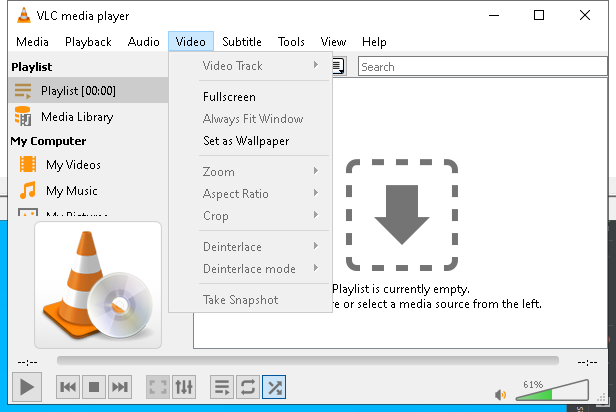 VLC media player
Media Playback Audio Video Subtitle Tools View Help
Playlist
Playlist [00:00]
Media Library
My Computer
My Videos
My Music
My Pictures
Video Track
Fullscreen
Always Fit Window
Set as Wallpaper
Zoom
Aspect Ratio
Crop
Deinterlace
Deinterlace mode
Take Snapshot
Search
Playlist is currently empty.
re or select a media source from the left.
--:-- --:--
61%